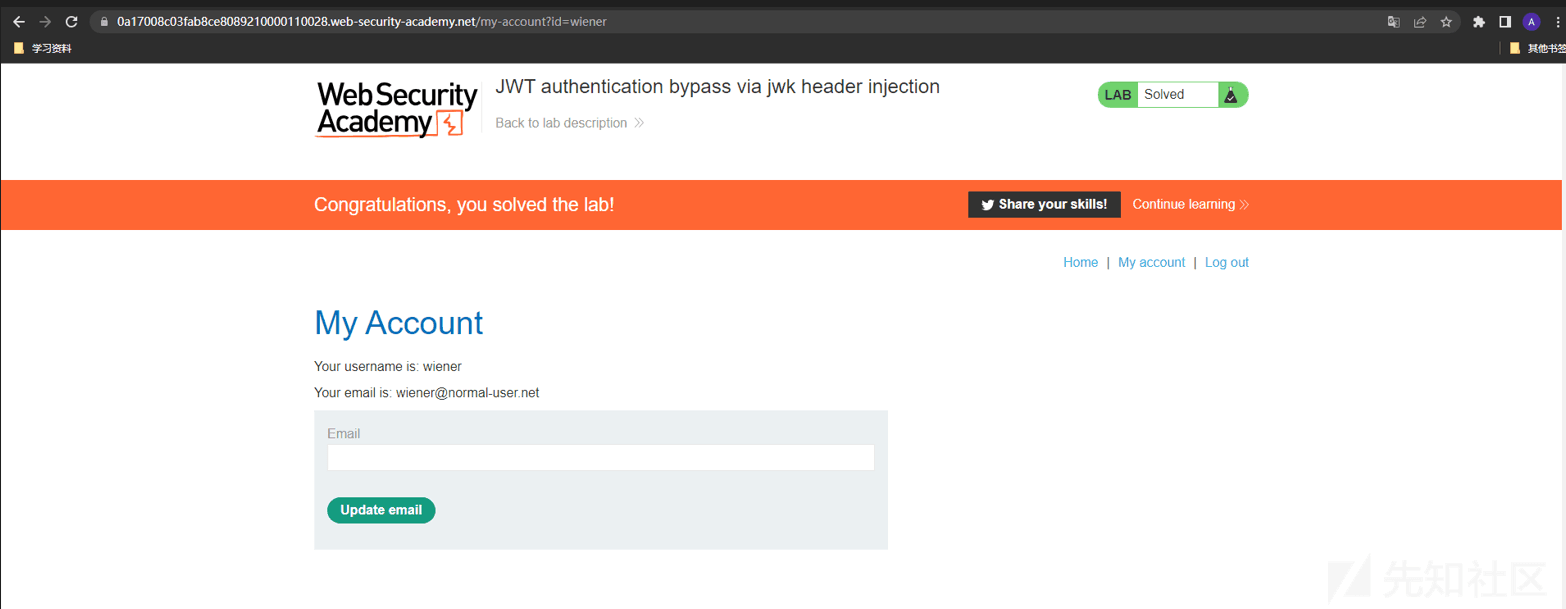 0a17008c03fab8ce8089210000110028.web-security-academy.net/my-account?id=wiener
A
学习资料
其他书签
Web Security
Academy
JWT authentication bypass via jwk header injection
Back to lab description
LAB Solved
Congratulations, you solved the lab!
Share your skills!
Continue learning
Home | My account | Log out
My Account
Your username is: wiener
Your email is: wiener@normal-user.net
Email
Update email
先知社区